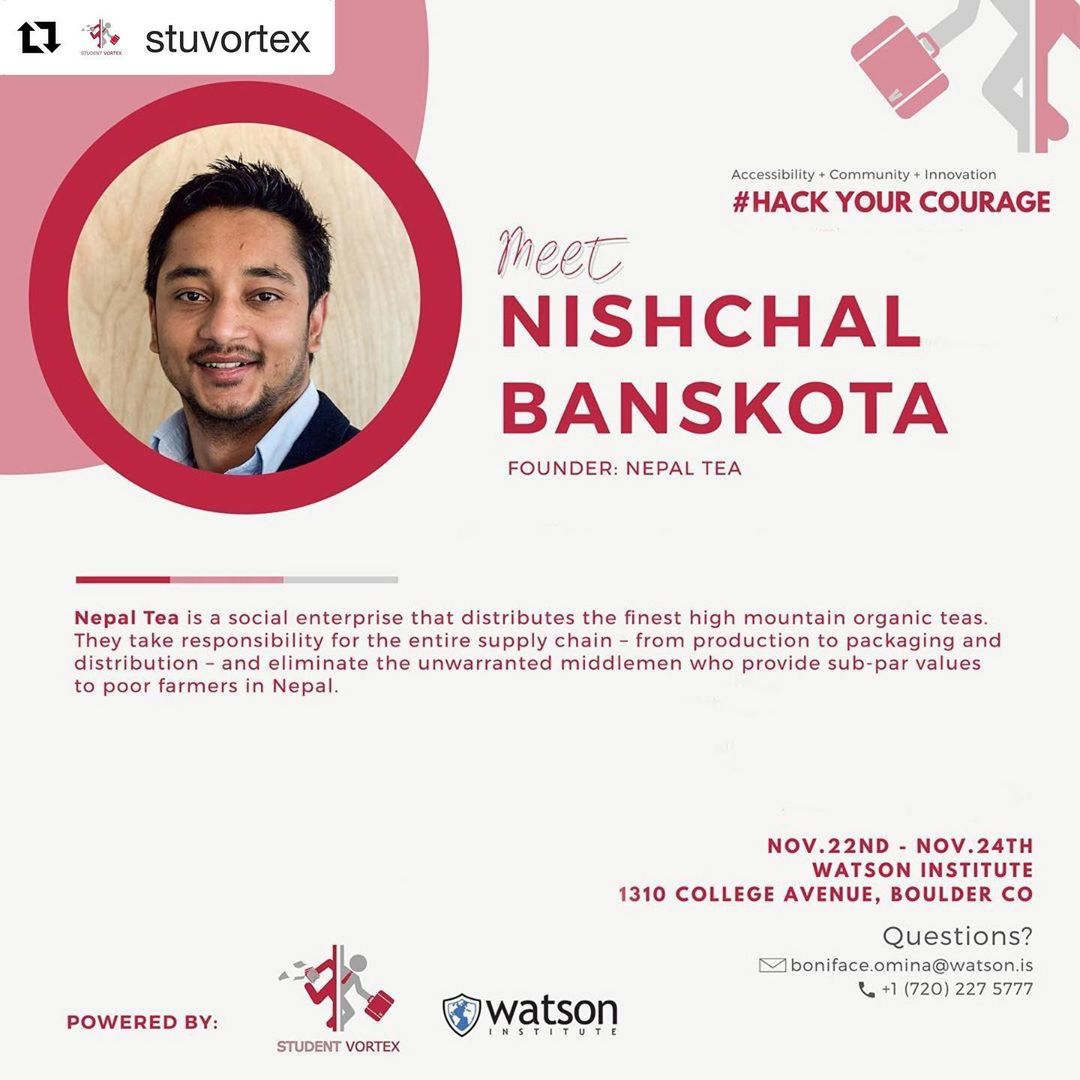 stuvortex
STUDENT VORTEX
Accessibility + Community + Innovation
#HACK YOUR COURAGE
meet
NISHCHAL
BANSKOTA
FOUNDER: NEPAL TEA
Nepal Tea is a social enterprise that distributes the finest high mountain organic teas.
They take responsibility for the entire supply chain – from production to packaging and
distribution – and eliminate the unwarranted middlemen who provide sub-par values
to poor farmers in Nepal.
NOV.22ND - NOV.24TH
WATSON INSTITUTE
1310 COLLEGE AVENUE, BOULDER CO
Questions?
boniface.omina@watson.is
+1 (720) 227 5777
POWERED BY:
STUDENT VORTEX
watson
INSTITUTE